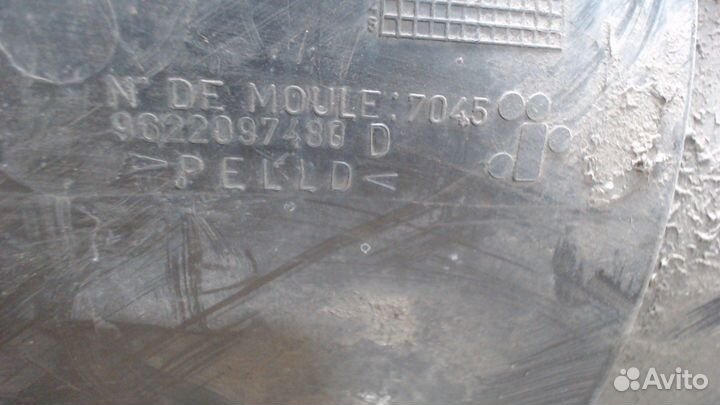 N° DE MOULE: 7045
9622097480 D
>PELLD<
Avito